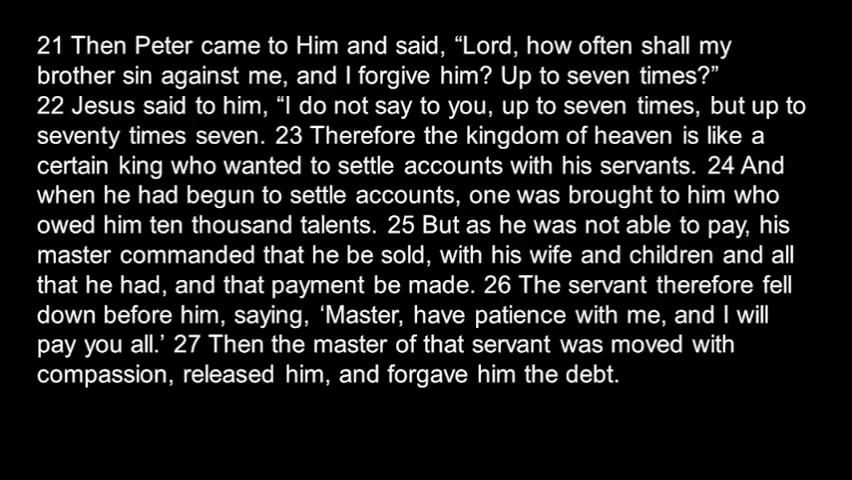 21 Then Peter came to Him and said, “Lord, how often shall my
brother sin against me, and I forgive him? Up to seven times?”
22 Jesus said to him, “I do not say to you, up to seven times, but up to
seventy times seven. 23 Therefore the kingdom of heaven is like a
certain king who wanted to settle accounts with his servants. 24 And
when he had begun to settle accounts, one was brought to him who
owed him ten thousand talents. 25 But as he was not able to pay, his
master commanded that he be sold, with his wife and children and all
that he had, and that payment be made. 26 The servant therefore fell
down before him, saying, ‘Master, have patience with me, and I will
pay you all.’ 27 Then the master of that servant was moved with
compassion, released him, and forgave him the debt.